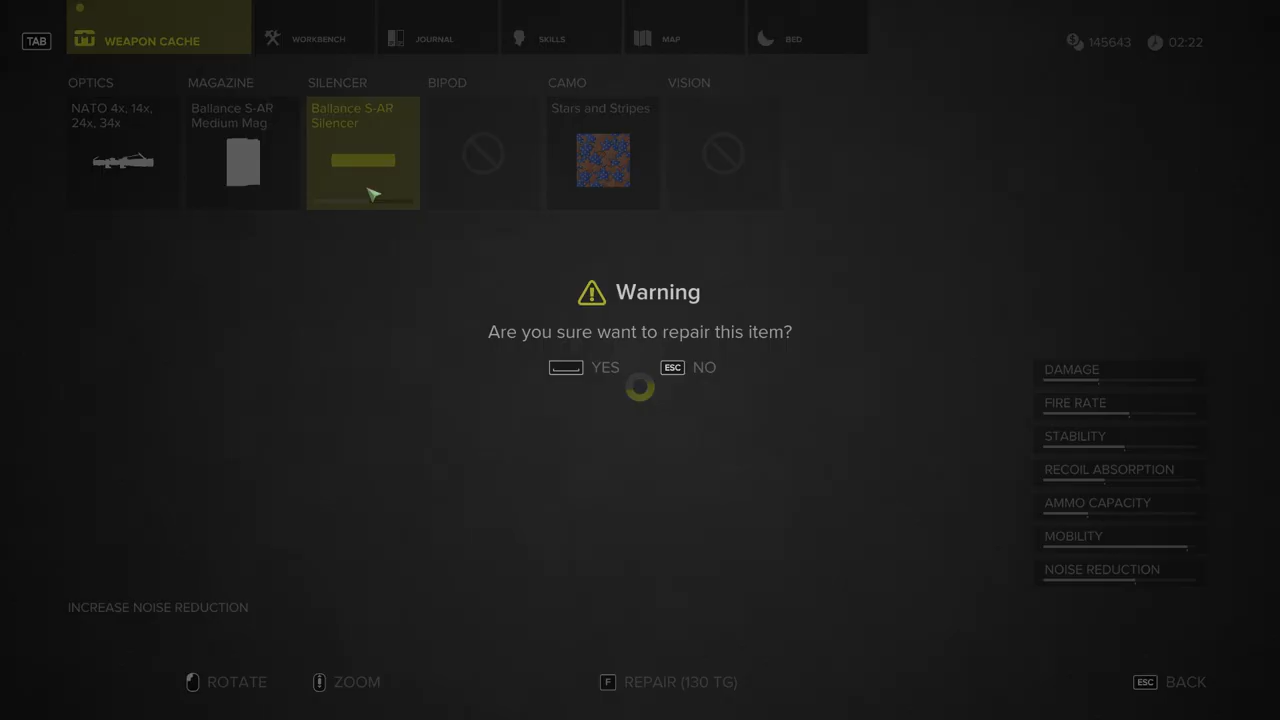 TAB
WEAPON CACHE
WORKBENCH
JOURNAL
SKILLS
MAP
BED
145643
02:22
OPTICS
MAGAZINE
SILENCER
BIPOD
CAMO
VISION
NATO 4x, 14x,
24x, 34x
Ballance S-AR
Medium Mag
Ballance S-AR
Silencer
Stars and Stripes
Warning
Are you sure want to repair this item?
YES
ESC NO
DAMAGE
FIRE RATE
STABILITY
RECOIL ABSORPTION
AMMO CAPACITY
MOBILITY
NOISE REDUCTION
INCREASE NOISE REDUCTION
ROTATE
ZOOM
F REPAIR (130 TG)
ESC BACK